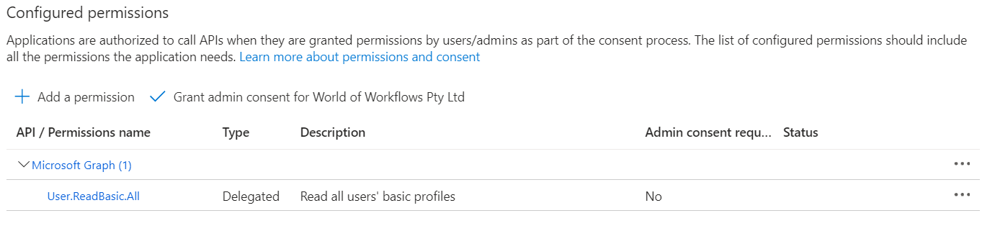 Configured permissions
Applications are authorized to call APIs when they are granted permissions by users/admins as part of the consent process. The list of configured permissions should include
all the permissions the application needs. Learn more about permissions and consent
Add a permission Grant admin consent for World of Workflows Pty Ltd
API / Permissions name Type Description Admin consent requ... Status
Microsoft Graph (1)
User.ReadBasic.All Delegated Read all users' basic profiles No